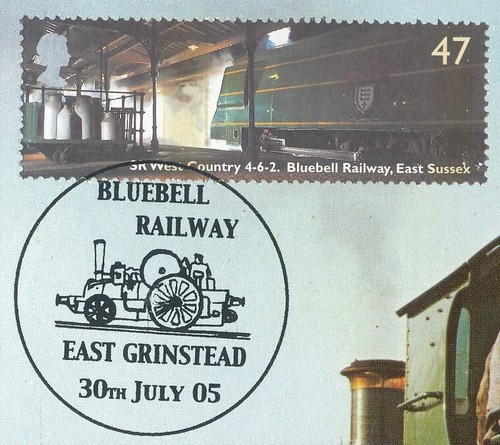 47
SR West Country 4-6-2. Bluebell Railway, East Sussex
BLUEBELL
RAILWAY
EAST GRINSTEAD
30TH JULY 05